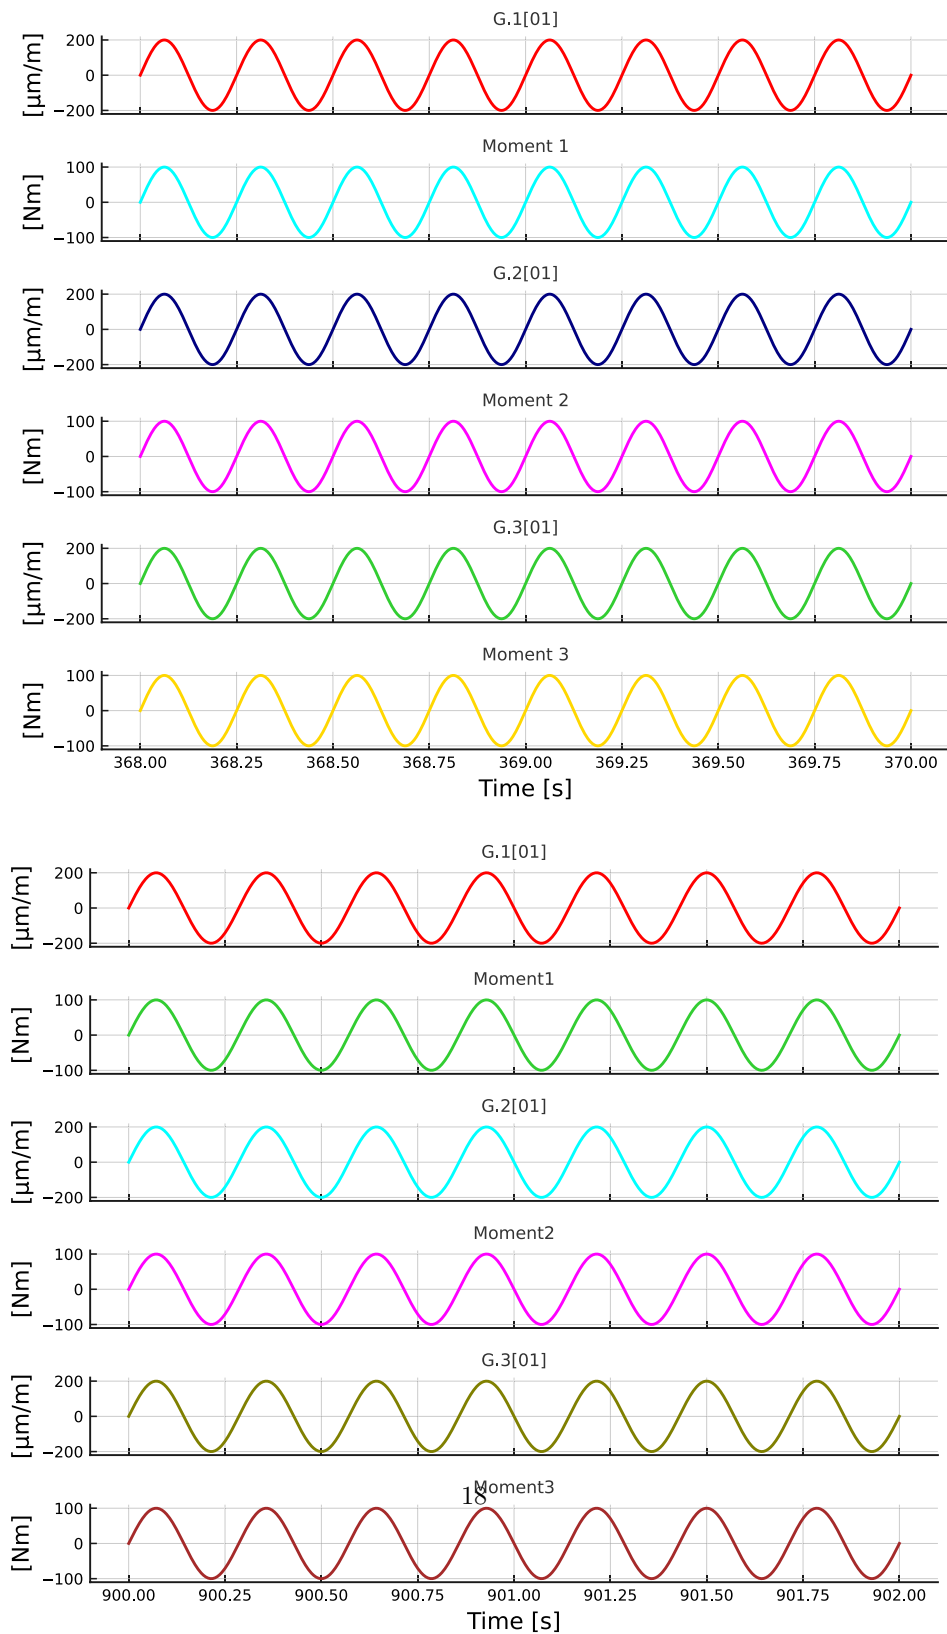 G.1[01]
[µm/m]
200
0
−200
Moment 1
[Nm]
100
0
−100
G.2[01]
[µm/m]
200
0
−200
Moment 2
[Nm]
100
0
−100
G.3[01]
[µm/m]
200
0
−200
Moment 3
[Nm]
100
0
−100
368.00 368.25 368.50 368.75 369.00 369.25 369.50 369.75 370.00
Time [s]
G.1[01]
[µm/m]
200
0
−200
Moment1
[Nm]
100
0
−100
G.2[01]
[µm/m]
200
0
−200
Moment2
[Nm]
100
0
−100
G.3[01]
[µm/m]
200
0
−200
Moment3
18
[Nm]
100
0
−100
900.00 900.25 900.50 900.75 901.00 901.25 901.50 901.75 902.00
Time [s]